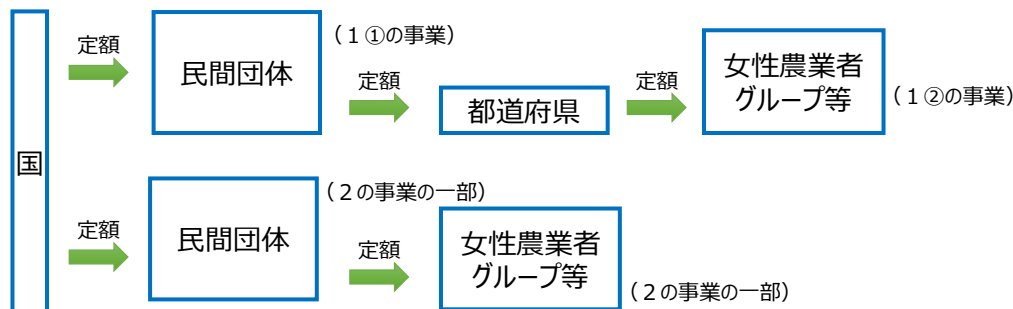 国
定額
民間団体
（１①の事業）
定額
都道府県
定額
女性農業者
グループ等
（１②の事業）
定額
民間団体
（２の事業の一部）
定額
女性農業者
グループ等
（２の事業の一部）